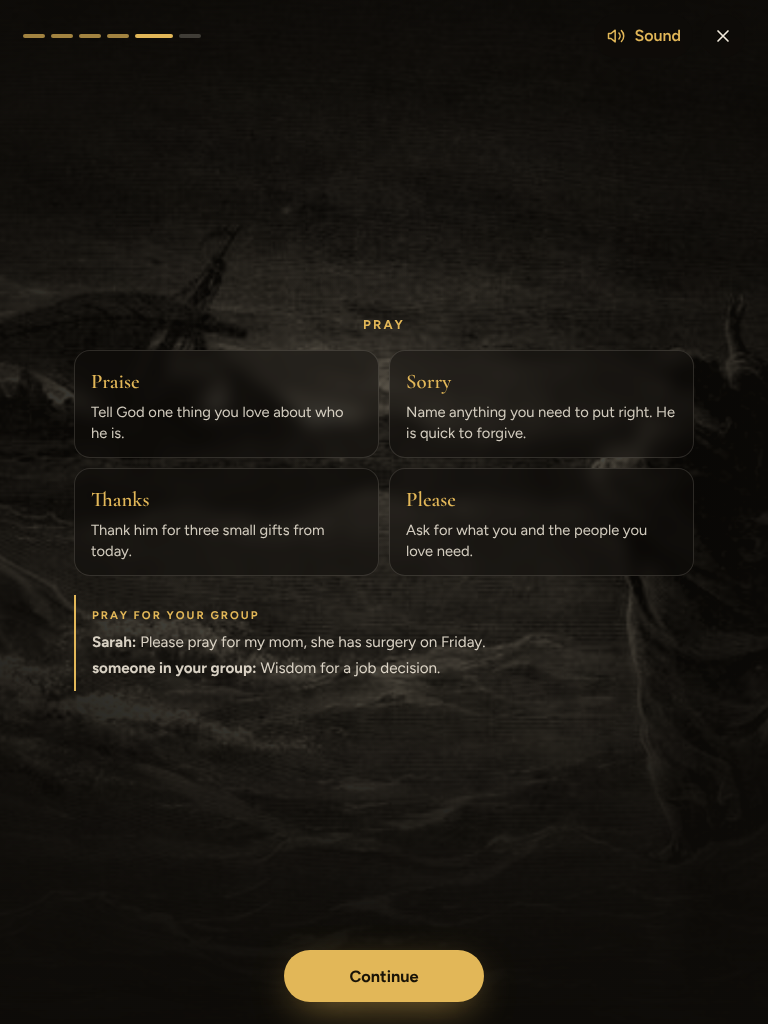 Sound
PRAY
Praise
Tell God one thing you love about who
he is.
Sorry
Name anything you need to put right. He
is quick to forgive.
Thanks
Thank him for three small gifts from
today.
Please
Ask for what you and the people you
love need.
PRAY FOR YOUR GROUP
Sarah: Please pray for my mom, she has surgery on Friday.
someone in your group: Wisdom for a job decision.
Continue